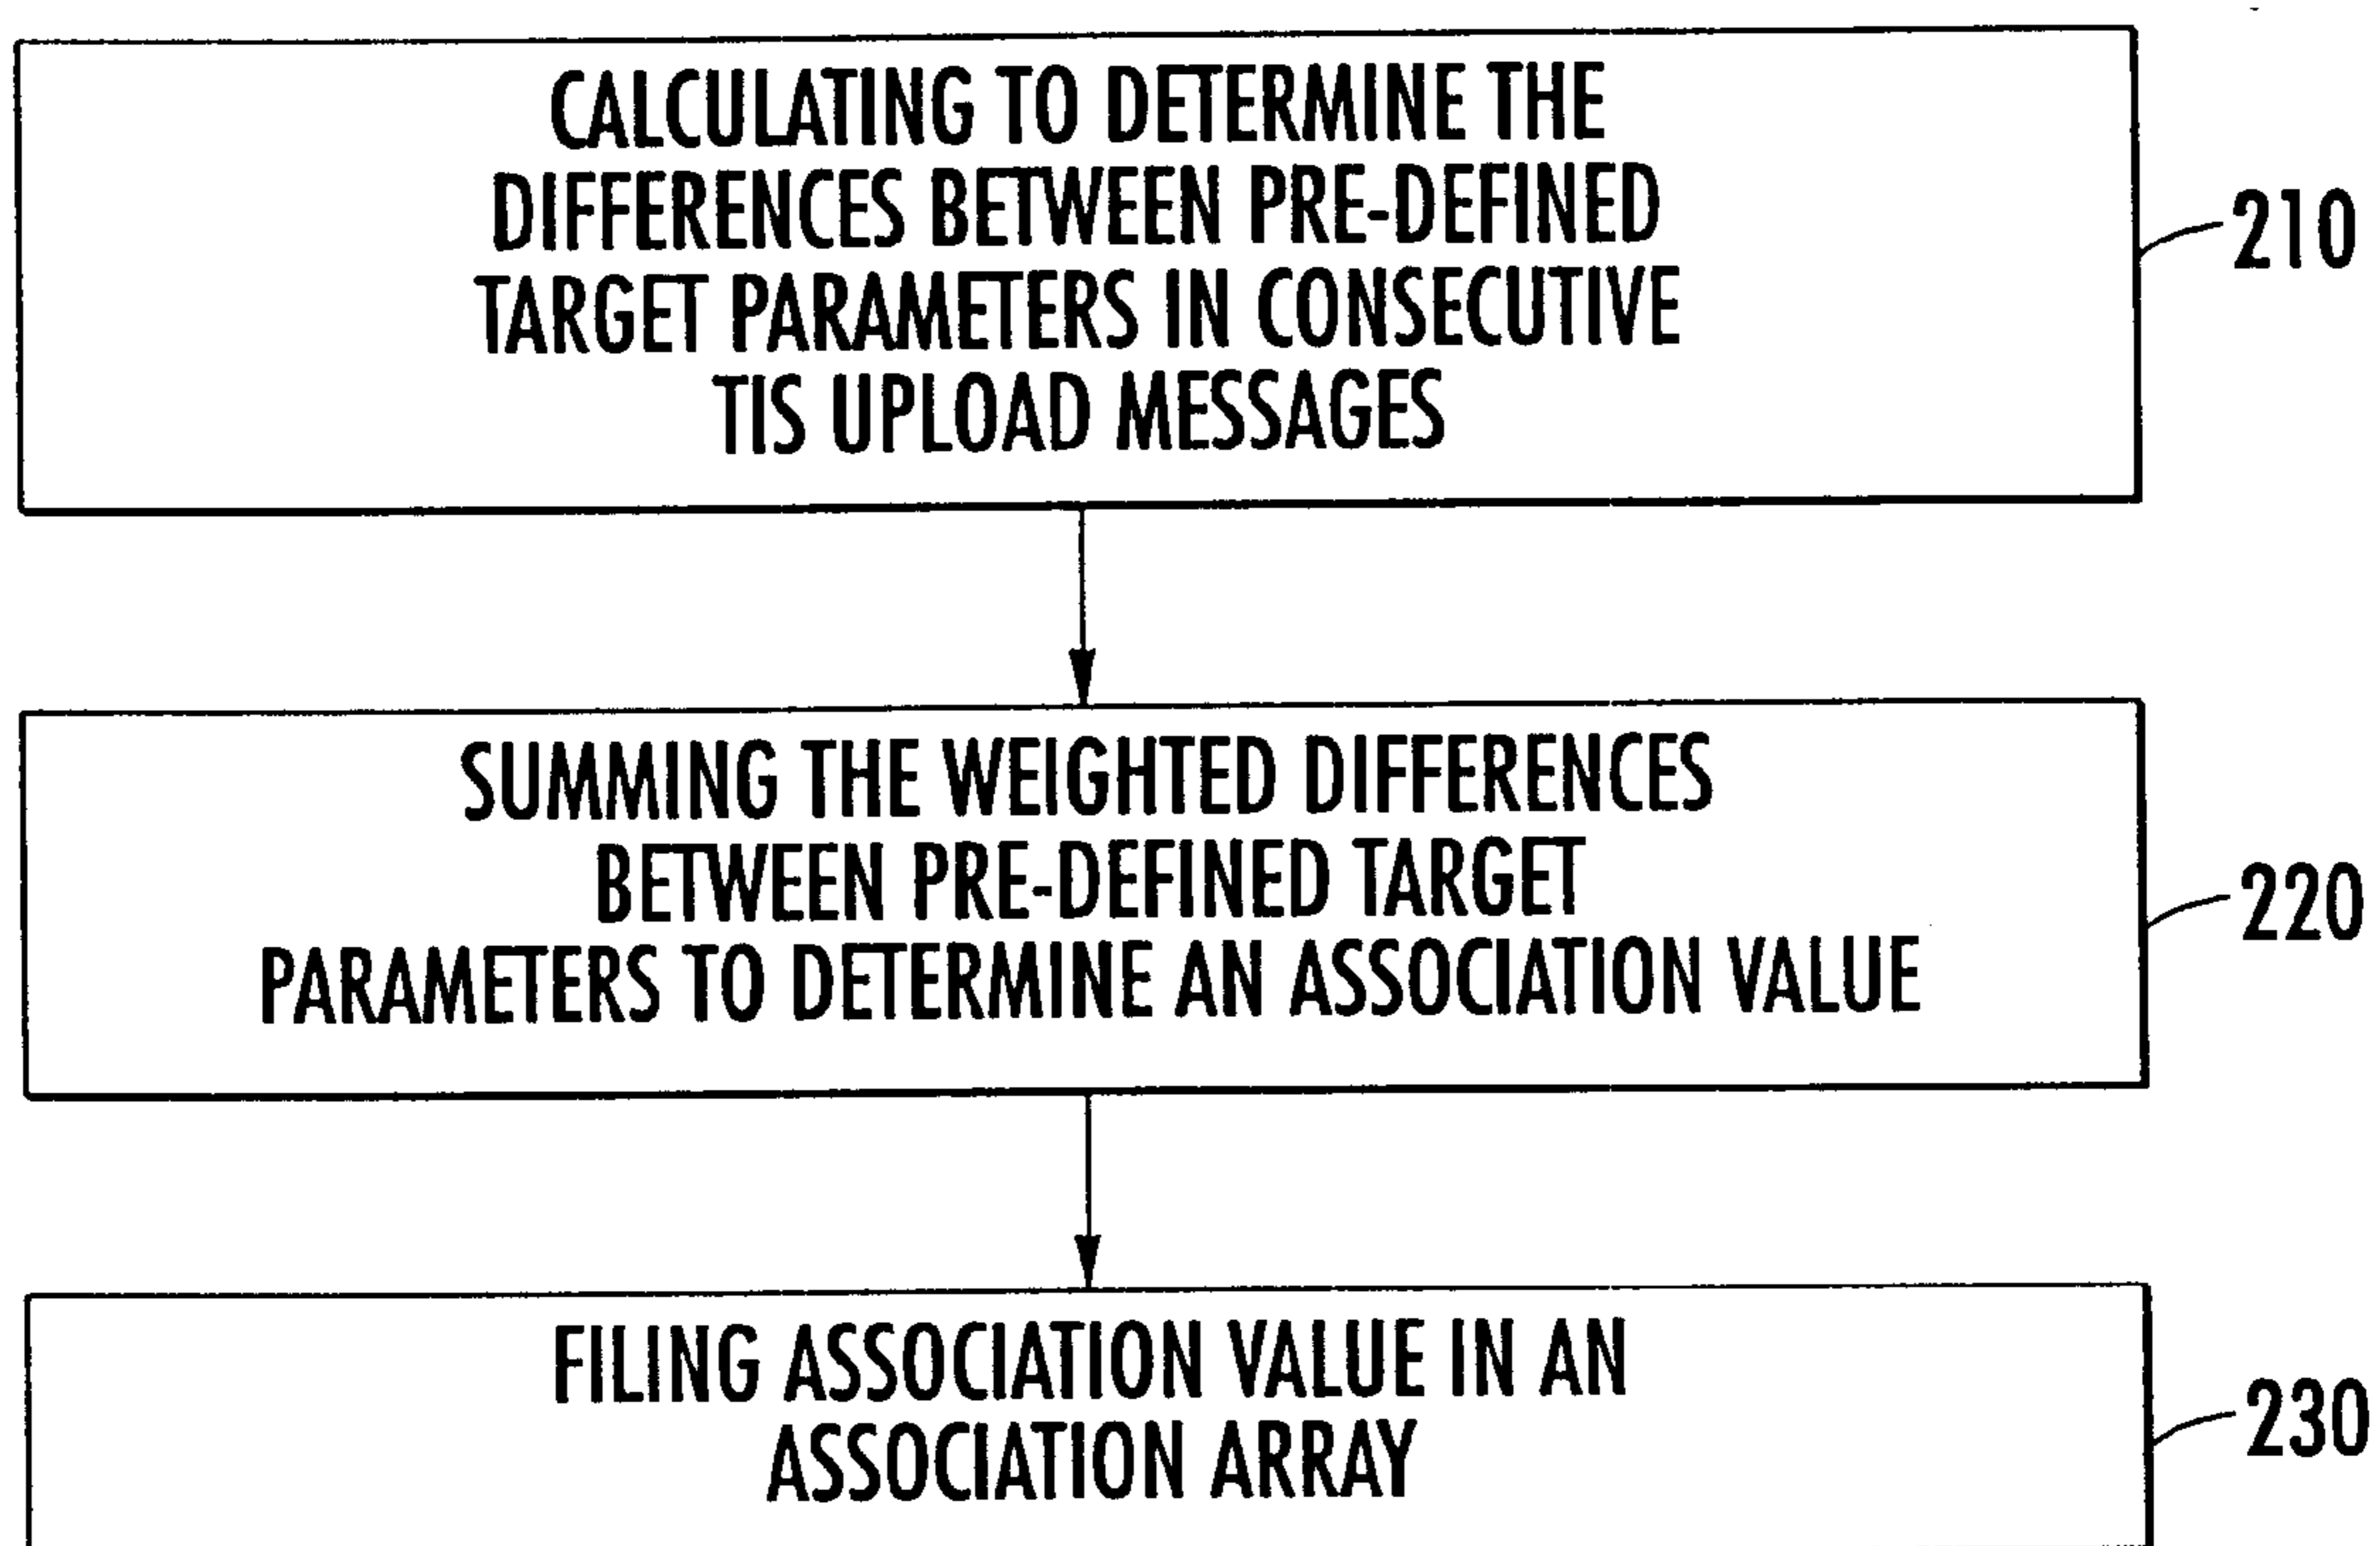 CALCULATING TO DETERMINE THE
DIFFERENCES BETWEEN PRE-DEFINED
TARGET PARAMETERS IN CONSECUTIVE
TIS UPLOAD MESSAGES
210
SUMMING THE WEIGHTED DIFFERENCES
BETWEEN PRE-DEFINED TARGET
PARAMETERS TO DETERMINE AN ASSOCIATION VALUE
220
FILING ASSOCIATION VALUE IN AN
ASSOCIATION ARRAY
230